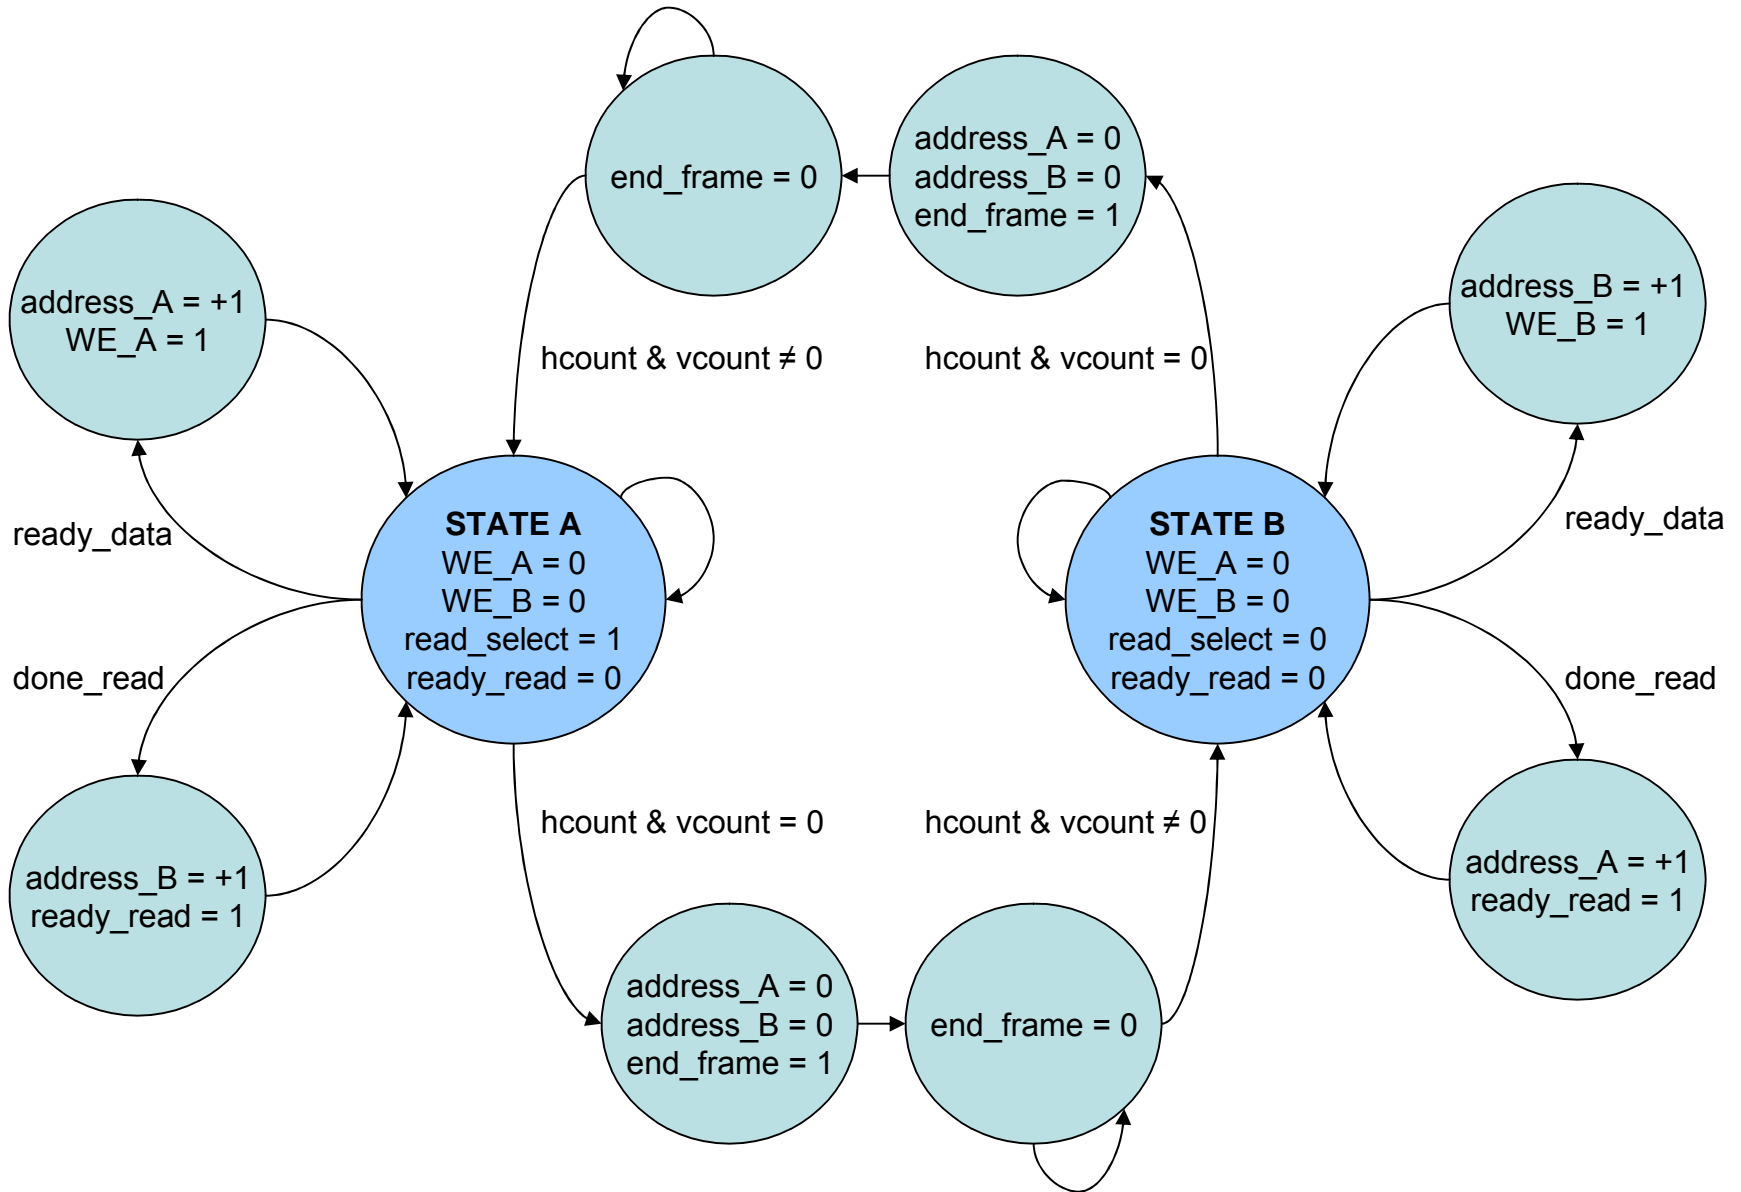 end_frame = 0
address_A = 0
address_B = 0
end_frame = 1
address_A = +1
WE_A = 1
address_B = +1
WE_B = 1
hcount & vcount ≠ 0
hcount & vcount = 0
ready_data
STATE A
WE_A = 0
WE_B = 0
read_select = 1
ready_read = 0
STATE B
WE_A = 0
WE_B = 0
read_select = 0
ready_read = 0
ready_data
done_read
done_read
hcount & vcount = 0
hcount & vcount ≠ 0
address_B = +1
ready_read = 1
address_A = +1
ready_read = 1
address_A = 0
address_B = 0
end_frame = 1
end_frame = 0